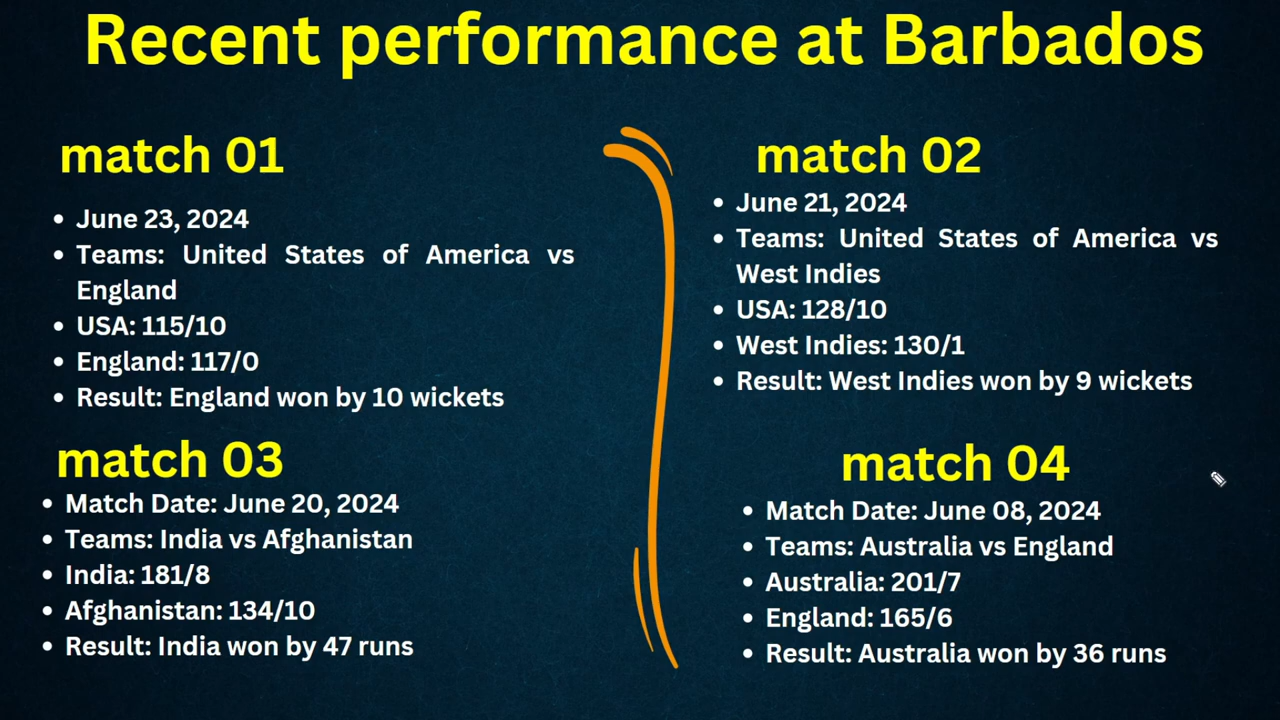 Recent performance at Barbados
match 01
• June 23, 2024
• Teams: United States of America vs
England
• USA: 115/10
• England: 117/0
• Result: England won by 10 wickets
match 02
• June 21, 2024
• Teams: United States of America vs
West Indies
• USA: 128/10
• West Indies: 130/1
• Result: West Indies won by 9 wickets
match 03
• Match Date: June 20, 2024
• Teams: India vs Afghanistan
• India: 181/8
• Afghanistan: 134/10
• Result: India won by 47 runs
match 04
• Match Date: June 08, 2024
• Teams: Australia vs England
• Australia: 201/7
• England: 165/6
• Result: Australia won by 36 runs